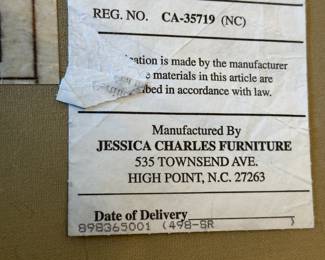 REG. NO. CA-35719 (NC)
ication is made by the manufacturer
e materials in this article are
bed in accordance with law.
Manufactured By
JESSICA CHARLES FURNITURE
535 TOWNSEND AVE.
HIGH POINT, N.C. 27263
Date of Delivery
898365001 (498-SR )